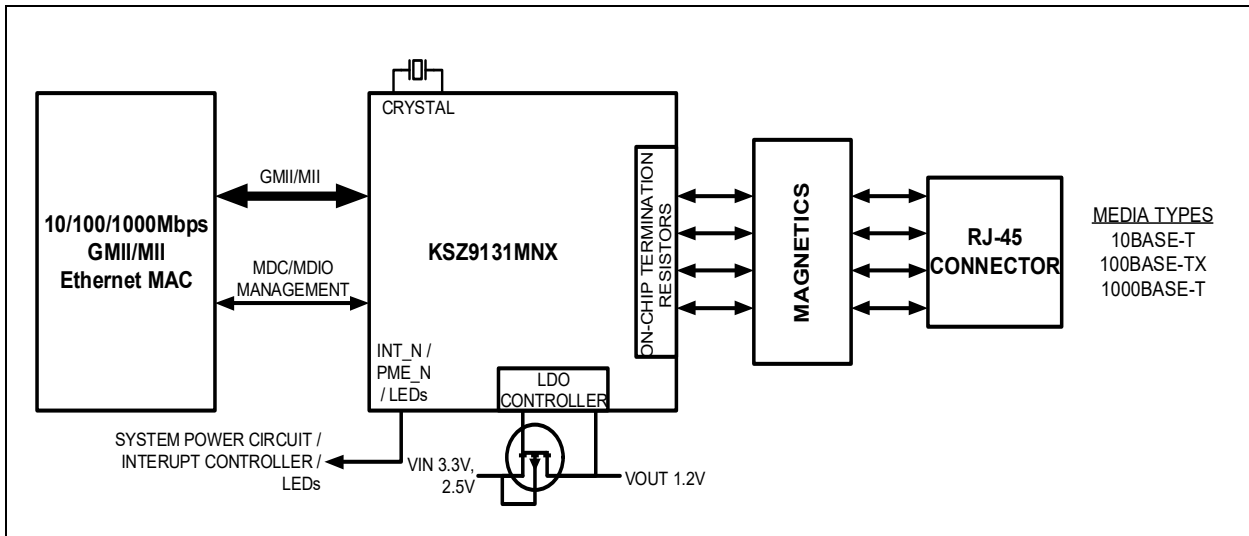 CRYSTAL
GMII/MII
10/100/1000Mbps
GMII/MII
Ethernet MAC
MDC/MDIO
MANAGEMENT
KSZ9131MNX
ON-CHIP TERMINATION
RESISTORS
MAGNETICS
RJ-45
CONNECTOR
MEDIA TYPES
10BASE-T
100BASE-TX
1000BASE-T
INT_N /
PME_N
/ LEDs
LDO
CONTROLLER
SYSTEM POWER CIRCUIT /
INTERUPT CONTROLLER /
LEDs
VIN 3.3V,
2.5V
VOUT 1.2V